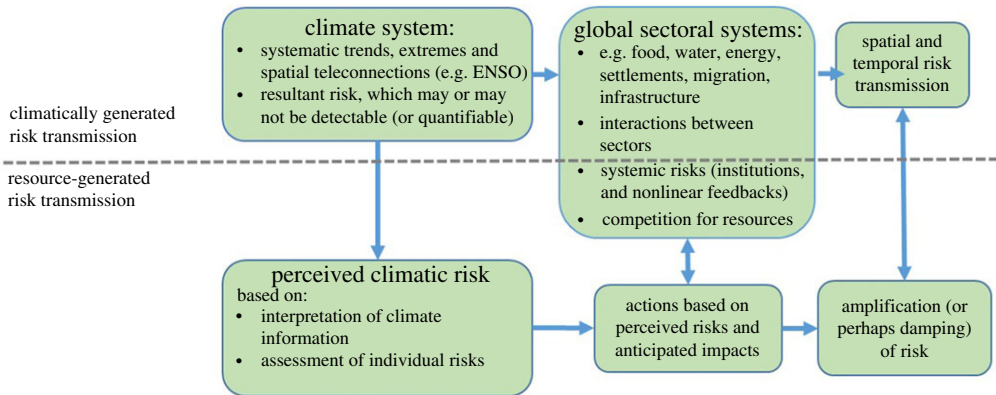 climate system:
• systematic trends, extremes and
spatial teleconnections (e.g. ENSO)
• resultant risk, which may or may
not be detectable (or quantifiable)
global sectoral systems:
• e.g. food, water, energy,
settlements, migration,
infrastructure
• interactions between
sectors
• systemic risks (institutions,
and nonlinear feedbacks)
• competition for resources
spatial and
temporal risk
transmission
climatically generated
risk transmission
resource-generated
risk transmission
perceived climatic risk
based on:
• interpretation of climate
information
• assessment of individual risks
actions based on
perceived risks and
anticipated impacts
amplification (or
perhaps damping)
of risk